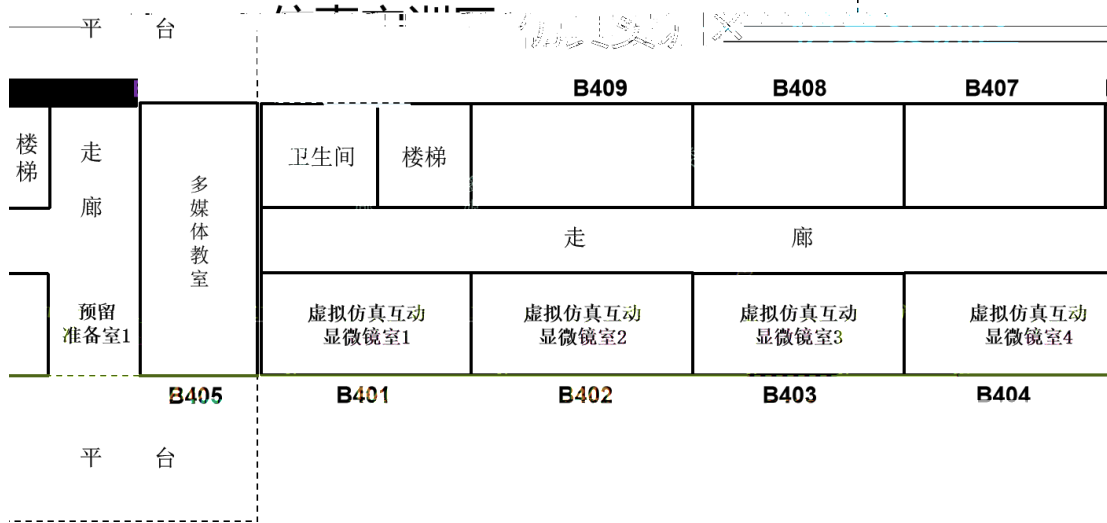 平 台
B409 B408 B407
楼梯
走廊
多媒体教室
卫生间
楼梯
走 廊
预留
准备室1
虚拟仿真互动
显微镜室1
虚拟仿真互动
显微镜室2
虚拟仿真互动
显微镜室3
虚拟仿真互动
显微镜室4
B405 B401 B402 B403 B404
平 台